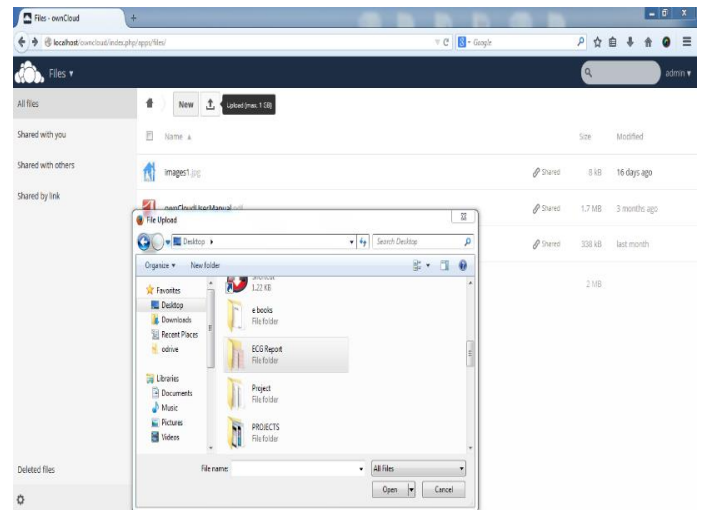 Files - ownCloud
localhost/owncloud/index.php/apps/files/
Google
Files
admin
All files
Shared with you
Shared with others
Shared by link
Deleted files
New
Upload (max. 1 GB)
Name Size Modified
images1.jpg Shared 8 kB 16 days ago
ownCloudUserManual.pdf Shared 1.7 MB 3 months ago
Shared 338 kB last month
2 MB
File Upload
Desktop
Search Desktop
Organize New folder
Favorites
Desktop
Downloads
Recent Places
odrive
Libraries
Documents
Music
Pictures
Videos
Shortcut
1.22 KB
e books
File folder
ECG Report
File folder
Project
File folder
PROJECTS
File folder
File name:
All Files
Open
Cancel